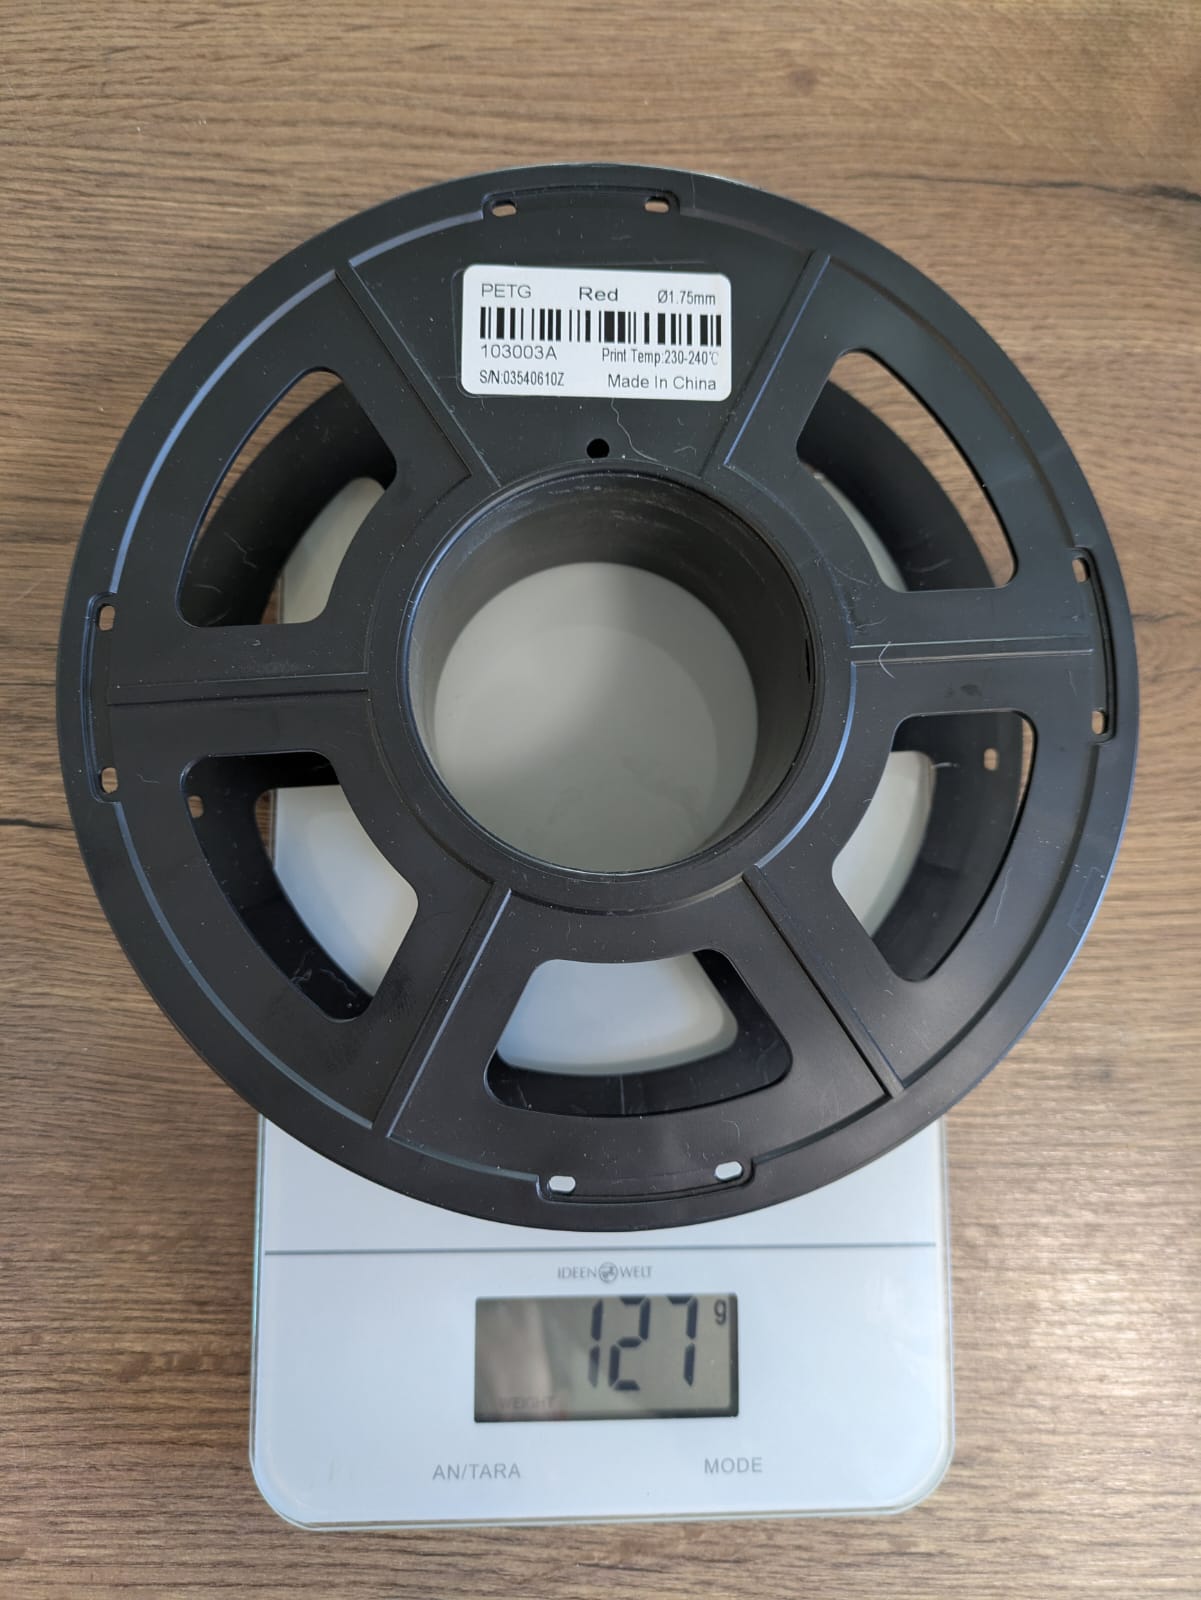 PETG Red Ø1.75mm
103003A Print Temp:230-240℃
S/N:03540610Z Made In China
IDEEN WELT
127 g
WEIGHT
AN/TARA MODE